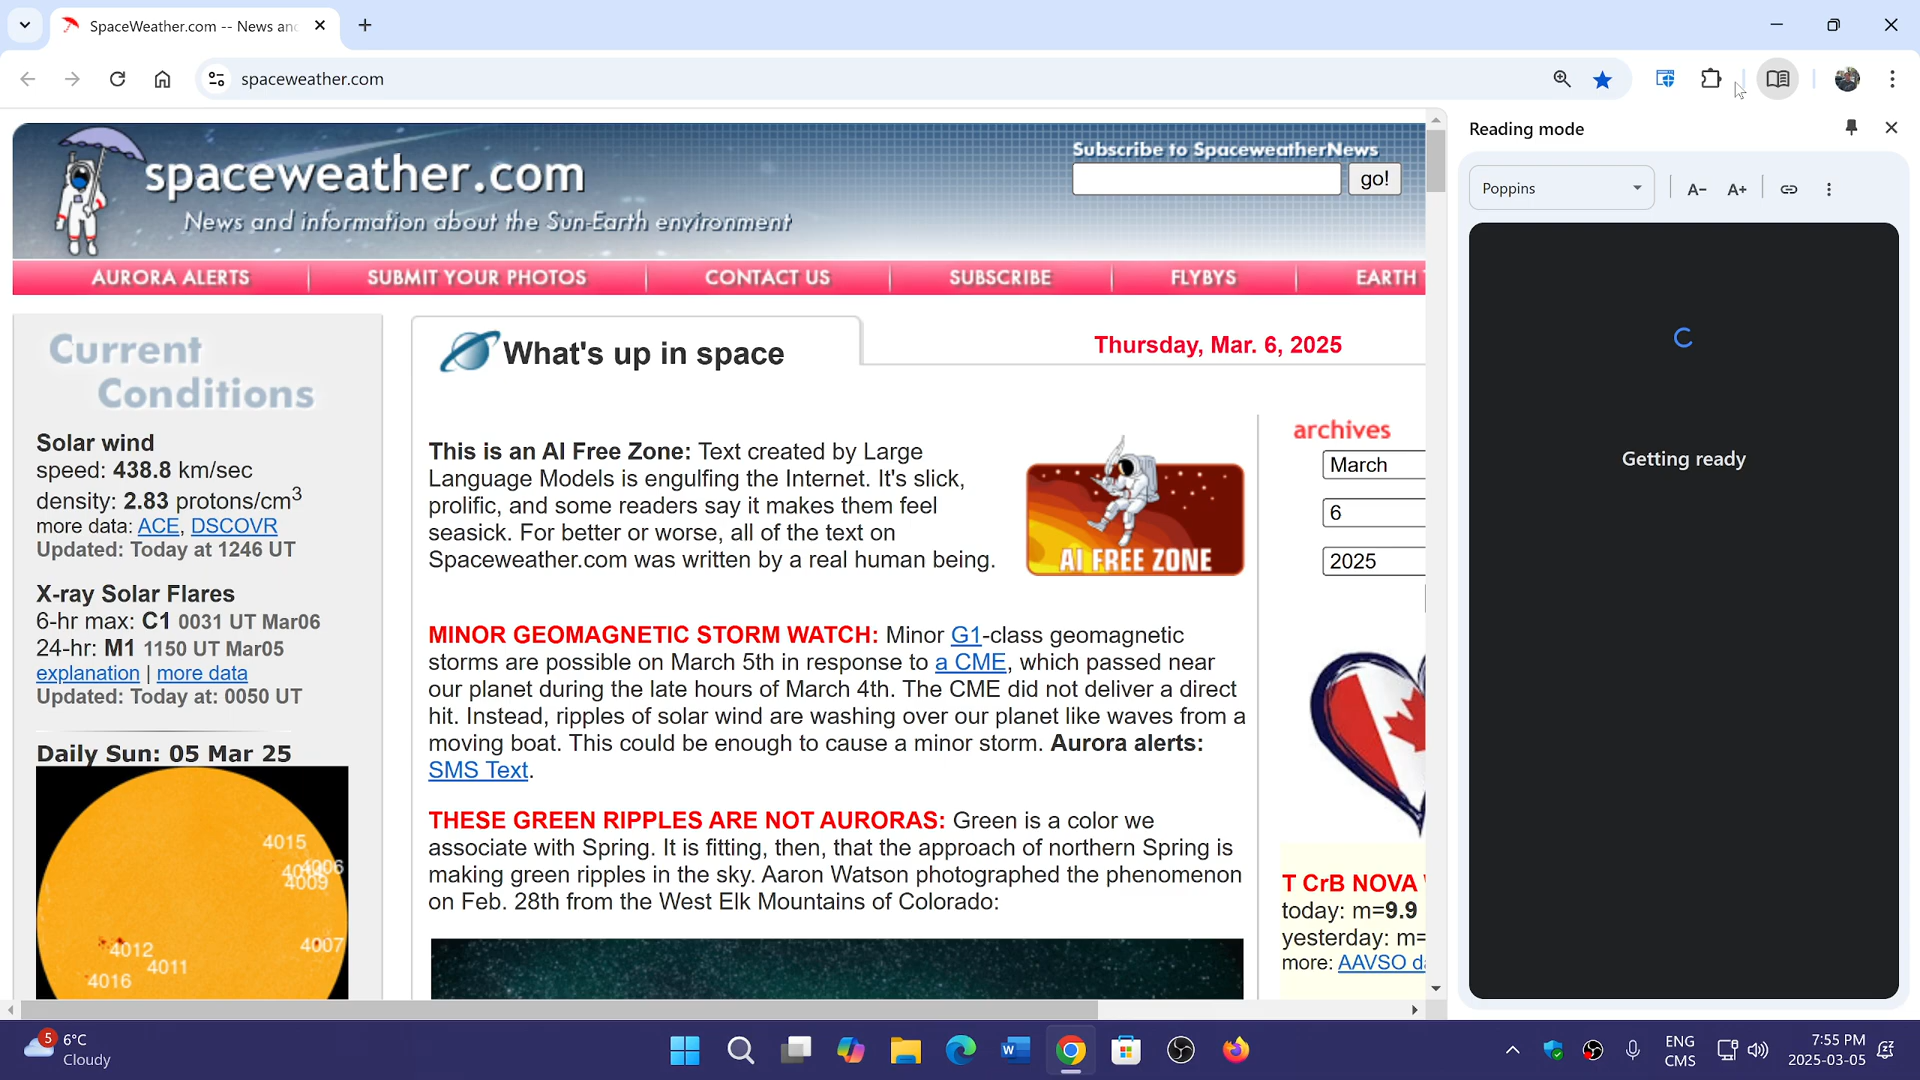 SpaceWeather.com -- News and
spaceweather.com
spaceweather.com
News and information about the Sun-Earth environment
Subscribe to SpaceweatherNews
go!
AURORA ALERTS
SUBMIT YOUR PHOTOS
CONTACT US
SUBSCRIBE
FLYBYS
EARTH
Current
Conditions
Solar wind
speed: 438.8 km/sec
density: 2.83 protons/cm3
more data: ACE, DSCOVR
Updated: Today at 1246 UT
X-ray Solar Flares
6-hr max: C1 0031 UT Mar06
24-hr: M1 1150 UT Mar05
explanation | more data
Updated: Today at: 0050 UT
Daily Sun: 05 Mar 25
4015
4006
4009
4007
4012
4011
4016
What's up in space
Thursday, Mar. 6, 2025
This is an AI Free Zone: Text created by Large
Language Models is engulfing the Internet. It's slick,
prolific, and some readers say it makes them feel
seasick. For better or worse, all of the text on
Spaceweather.com was written by a real human being.
AI FREE ZONE
MINOR GEOMAGNETIC STORM WATCH: Minor G1-class geomagnetic
storms are possible on March 5th in response to a CME, which passed near
our planet during the late hours of March 4th. The CME did not deliver a direct
hit. Instead, ripples of solar wind are washing over our planet like waves from a
moving boat. This could be enough to cause a minor storm. Aurora alerts:
SMS Text.
THESE GREEN RIPPLES ARE NOT AURORAS: Green is a color we
associate with Spring. It is fitting, then, that the approach of northern Spring is
making green ripples in the sky. Aaron Watson photographed the phenomenon
on Feb. 28th from the West Elk Mountains of Colorado:
archives
March
6
2025
T CrB NOVA
today: m=9.9
yesterday: m=
more: AAVSO
Reading mode
Poppins
A-
A+
Getting ready
5
6°C
Cloudy
ENG
CMS
7:55 PM
2025-03-05